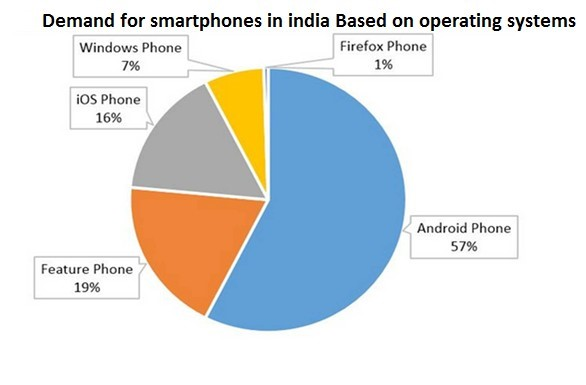 Demand for smartphones in india Based on operating systems
Windows Phone
7%
Firefox Phone
1%
iOS Phone
16%
Android Phone
57%
Feature Phone
19%